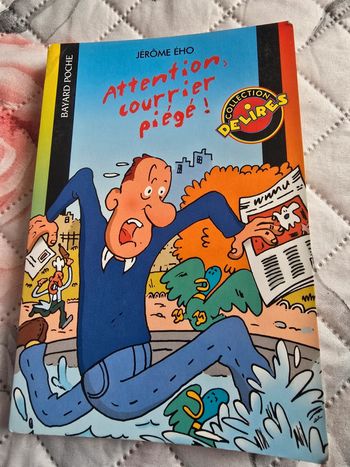 JÉRÔME ÉHO
Attention,
courrier
piégé !
COLLECTION
DÉLIRES
BAYARD POCHE